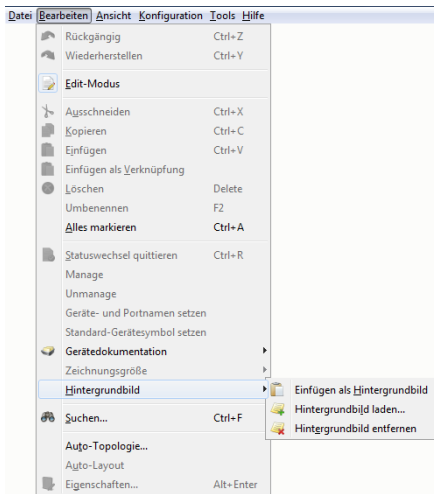 Datei Bearbeiten Ansicht Konfiguration Tools Hilfe
Rückgängig Ctrl+Z
Wiederherstellen Ctrl+Y
Edit-Modus
Ausschneiden Ctrl+X
Kopieren Ctrl+C
Einfügen Ctrl+V
Einfügen als Verknüpfung
Löschen Delete
Umbenennen F2
Alles markieren Ctrl+A
Statuswechsel quittieren Ctrl+R
Manage
Unmanage
Geräte- und Portnamen setzen
Standard-Gerätesymbol setzen
Gerätedokumentation
Zeichnungsgröße
Hintergrundbild
Einfügen als Hintergrundbild
Hintergrundbild laden...
Hintergrundbild entfernen
Suchen... Ctrl+F
Auto-Topologie...
Auto-Layout
Eigenschaften... Alt+Enter